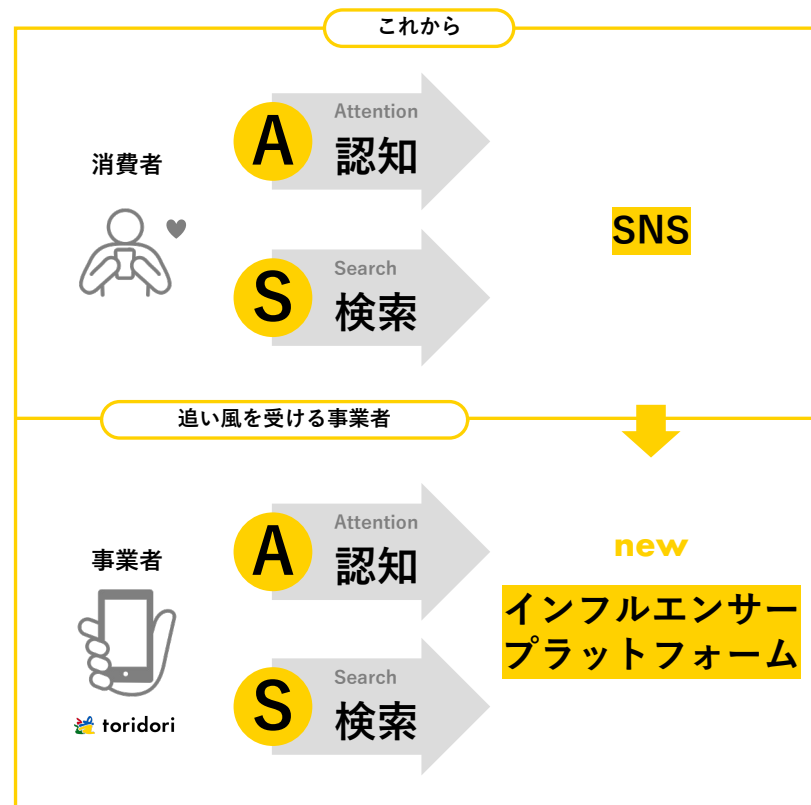 これから
消費者
A
Attention
認知
S
Search
検索
SNS
追い風を受ける事業者
事業者
toridori
A
Attention
認知
S
Search
検索
new
インフルエンサー
プラットフォーム